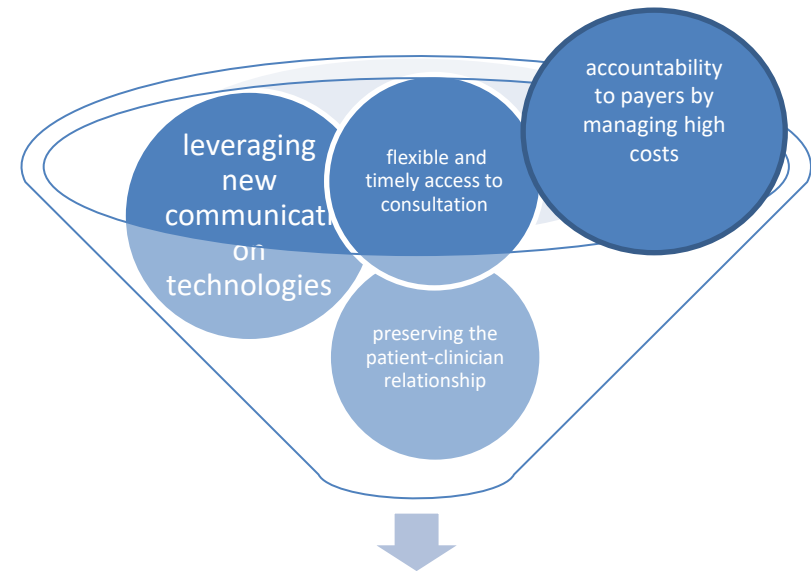 leveraging
new
communicati
on
technologies
flexible and
timely access to
consultation
accountability
to payers by
managing high
costs
preserving the
patient-clinician
relationship